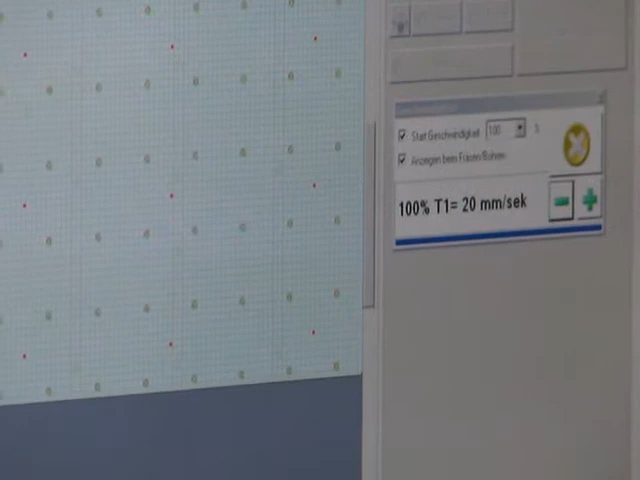 Start Geschwindigkeit 100 %
Anzeigen beim Fräsen/Bohren
100% T1= 20 mm/sek